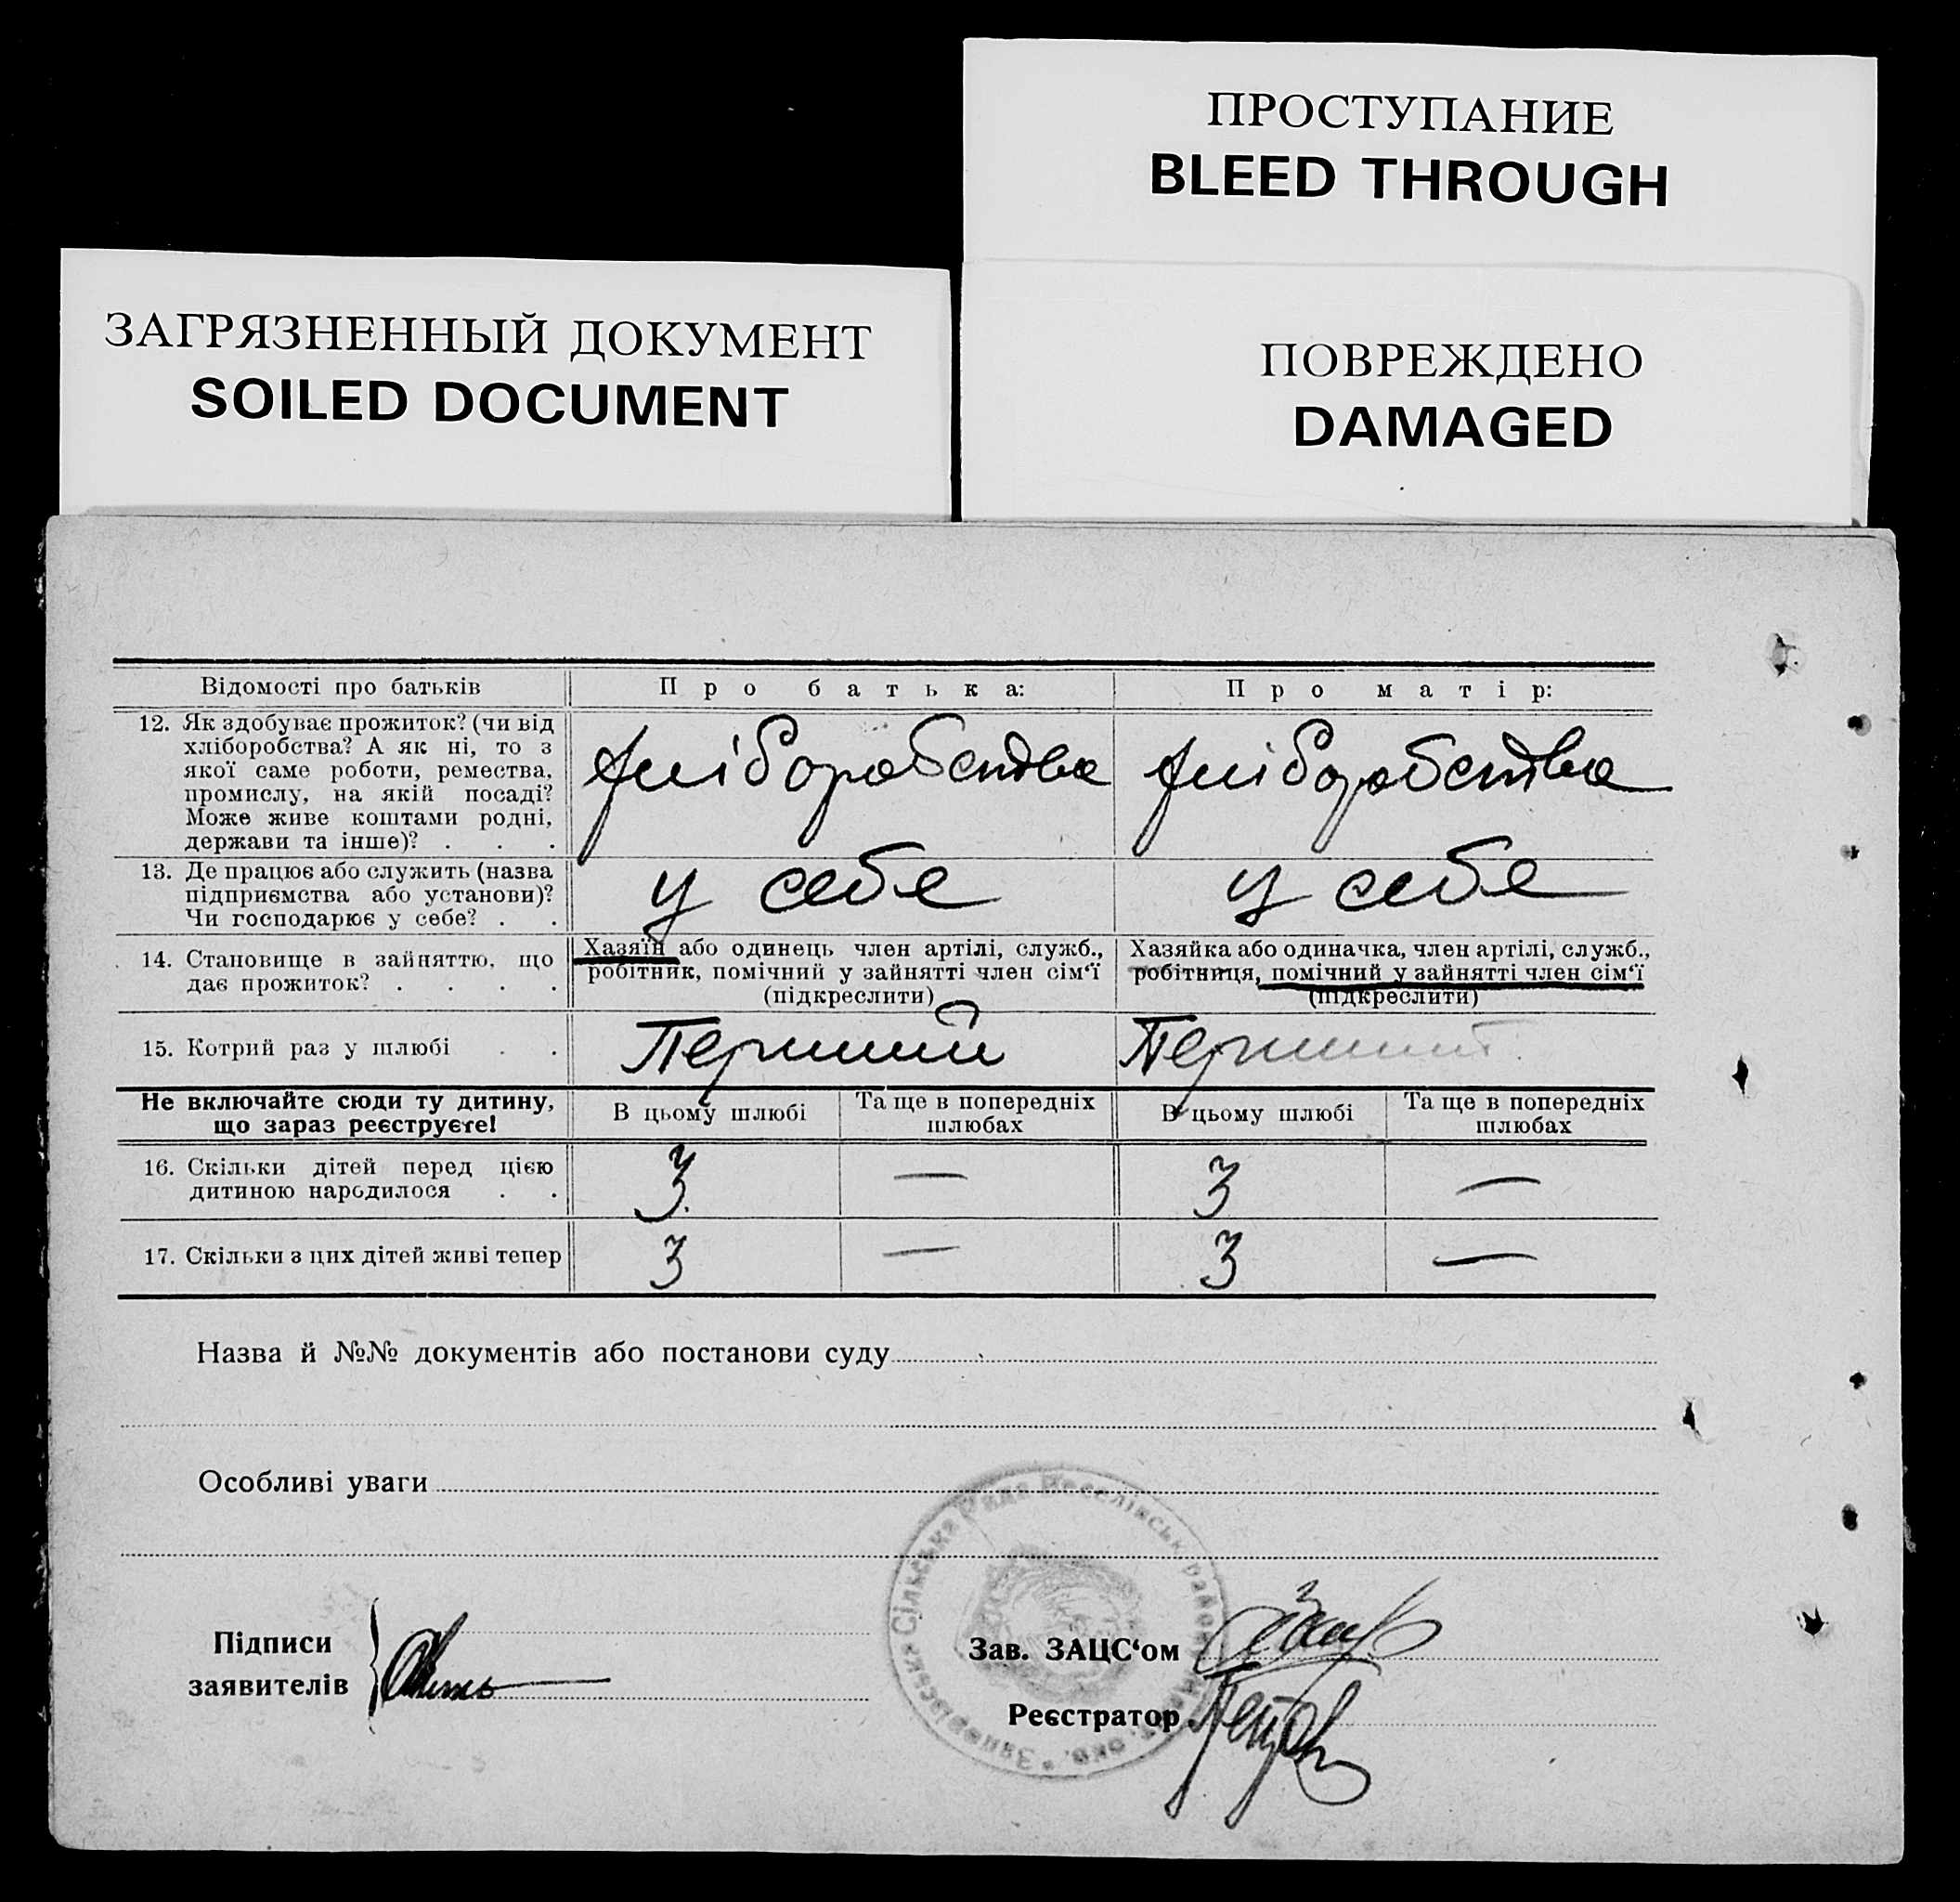 ПРОСТУПАНИЕ
BLEED THROUGH
ЗАГРЯЗНЕННЫЙ ДОКУМЕНТ
SOILED DOCUMENT
ПОВРЕЖДЕНО
DAMAGED
Відомості про батьків Про батька: Про матір:
12. Як здобуває прожиток? (чи від
хліборобства? А як ні, то з
якої саме роботи, ремества,
промислу, на якій посаді?
Може живе коштами родні,
держави та інше)? . . .
хліборобства хліборобства
13. Де працює або служить (назва
підприємства або установи)?
Чи господарює у себе? . .
у себе у себе
14. Становище в зайняттю, що
дає прожиток? . . . .
Хазяїн або одинець член артілі, служб.,
робітник, помічний у зайнятті член сім'ї
(підкреслити)
Хазяйка або одиначка, член артілі, служб.,
робітниця, помічний у зайнятті член сім'ї
(підкреслити)
15. Котрий раз у шлюбі . . Перший Перший
Не включайте сюди ту дитину,
що зараз реєструєте!
В цьому шлюбі Та ще в попередніх
шлюбах
В цьому шлюбі Та ще в попередніх
шлюбах
16. Скільки дітей перед цією
дитиною народилося . .
3. — 3 —
17. Скільки з цих дітей живі тепер 3 — 3 —
Назва й №№ документів або постанови суду
Особливі уваги
Сільська Рада
Підписи
заявителів
Зав. ЗАЦС'ом
Реєстратор